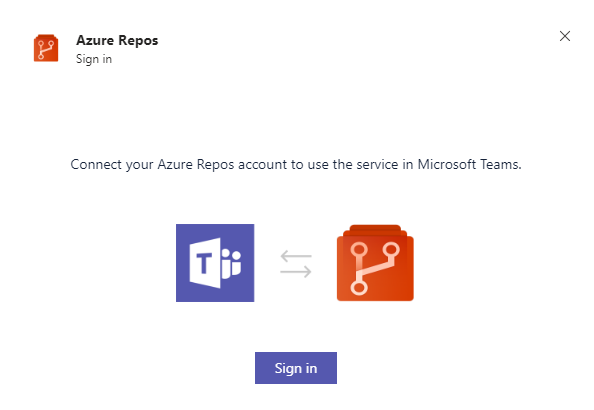 Azure Repos
Sign in
Connect your Azure Repos account to use the service in Microsoft Teams.
T
Sign in